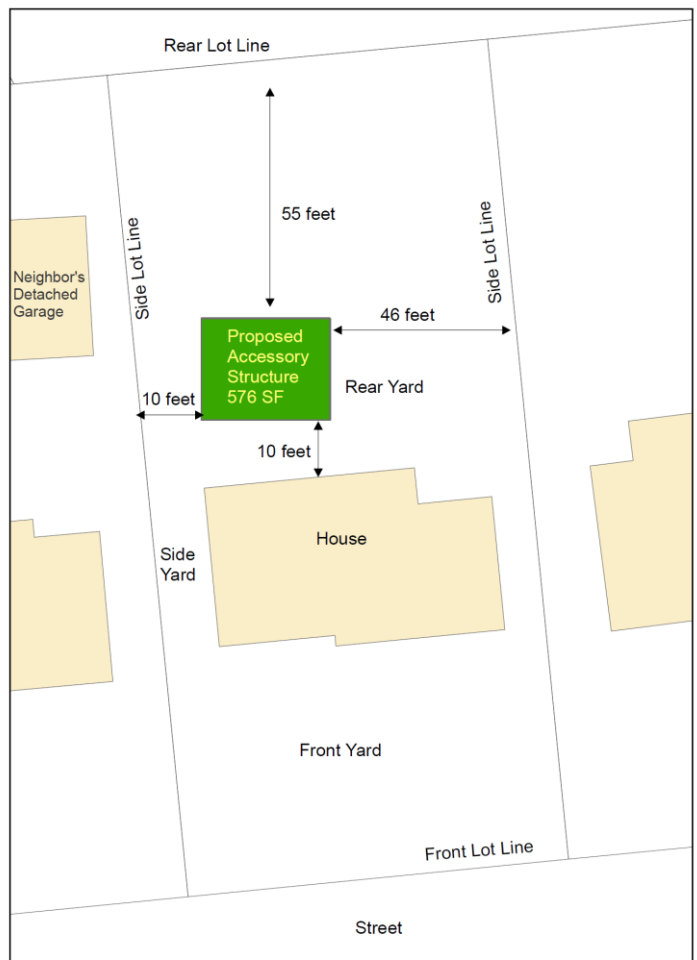 Rear Lot Line
55 feet
Side Lot Line
Side Lot Line
Neighbor's
Detached
Garage
46 feet
Proposed
Accessory
Structure
576 SF
Rear Yard
10 feet
10 feet
House
Side
Yard
Front Yard
Front Lot Line
Street